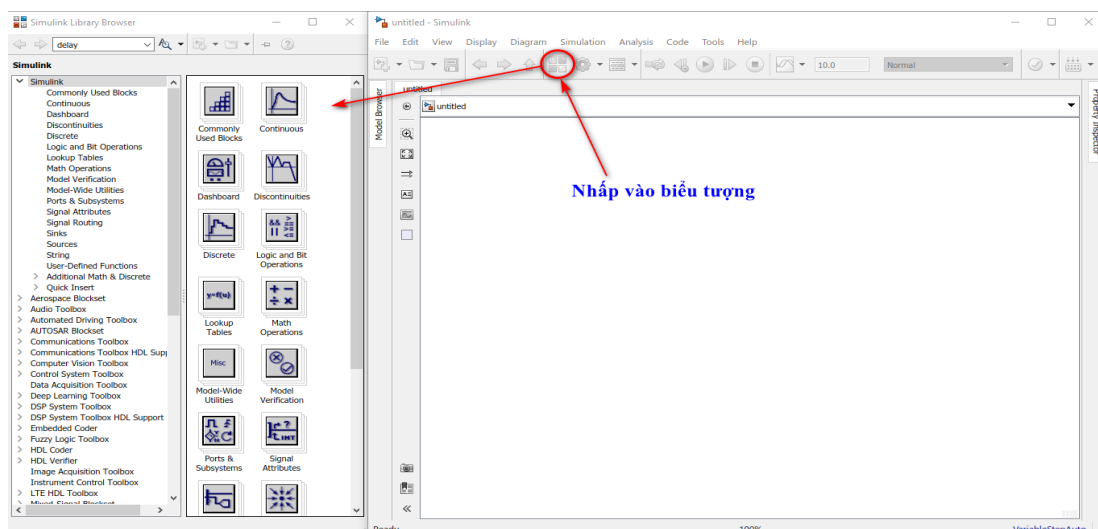 Simulink Library Browser
delay
Simulink
Simulink
Commonly Used Blocks
Continuous
Dashboard
Discontinuities
Discrete
Logic and Bit Operations
Lookup Tables
Math Operations
Model Verification
Model-Wide Utilities
Ports & Subsystems
Signal Attributes
Signal Routing
Sinks
Sources
String
User-Defined Functions
Additional Math & Discrete
Quick Insert
Aerospace Blockset
Audio Toolbox
Automated Driving Toolbox
AUTOSAR Blockset
Communications Toolbox
Communications Toolbox HDL Supp
Computer Vision Toolbox
Control System Toolbox
Data Acquisition Toolbox
Deep Learning Toolbox
DSP System Toolbox
DSP System Toolbox HDL Support
Embedded Coder
Fuzzy Logic Toolbox
HDL Coder
HDL Verifier
Image Acquisition Toolbox
Instrument Control Toolbox
LTE HDL Toolbox
Mixed-Signal Blockset
Commonly
Used Blocks
Continuous
Dashboard
Discontinuities
Discrete
&& >=
|| <=
Logic and Bit
Operations
y=f(u)
Lookup
Tables
+ −
÷ ×
Math
Operations
Misc
Model-Wide
Utilities
Model
Verification
Ports &
Subsystems
? INT
Signal
Attributes
untitled - Simulink
File Edit View Display Diagram Simulation Analysis Code Tools Help
10.0
Normal
untitled
untitled
Model Browser
Property Inspector
Nhấp vào biểu tượng
Ready
100%
VariableStepAuto